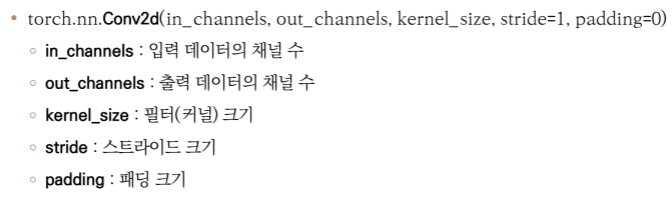 • torch.nn.Conv2d(in_channels, out_channels, kernel_size, stride=1, padding=0)
◦ in_channels : 입력 데이터의 채널 수
◦ out_channels : 출력 데이터의 채널 수
◦ kernel_size : 필터(커널) 크기
◦ stride : 스트라이드 크기
◦ padding : 패딩 크기